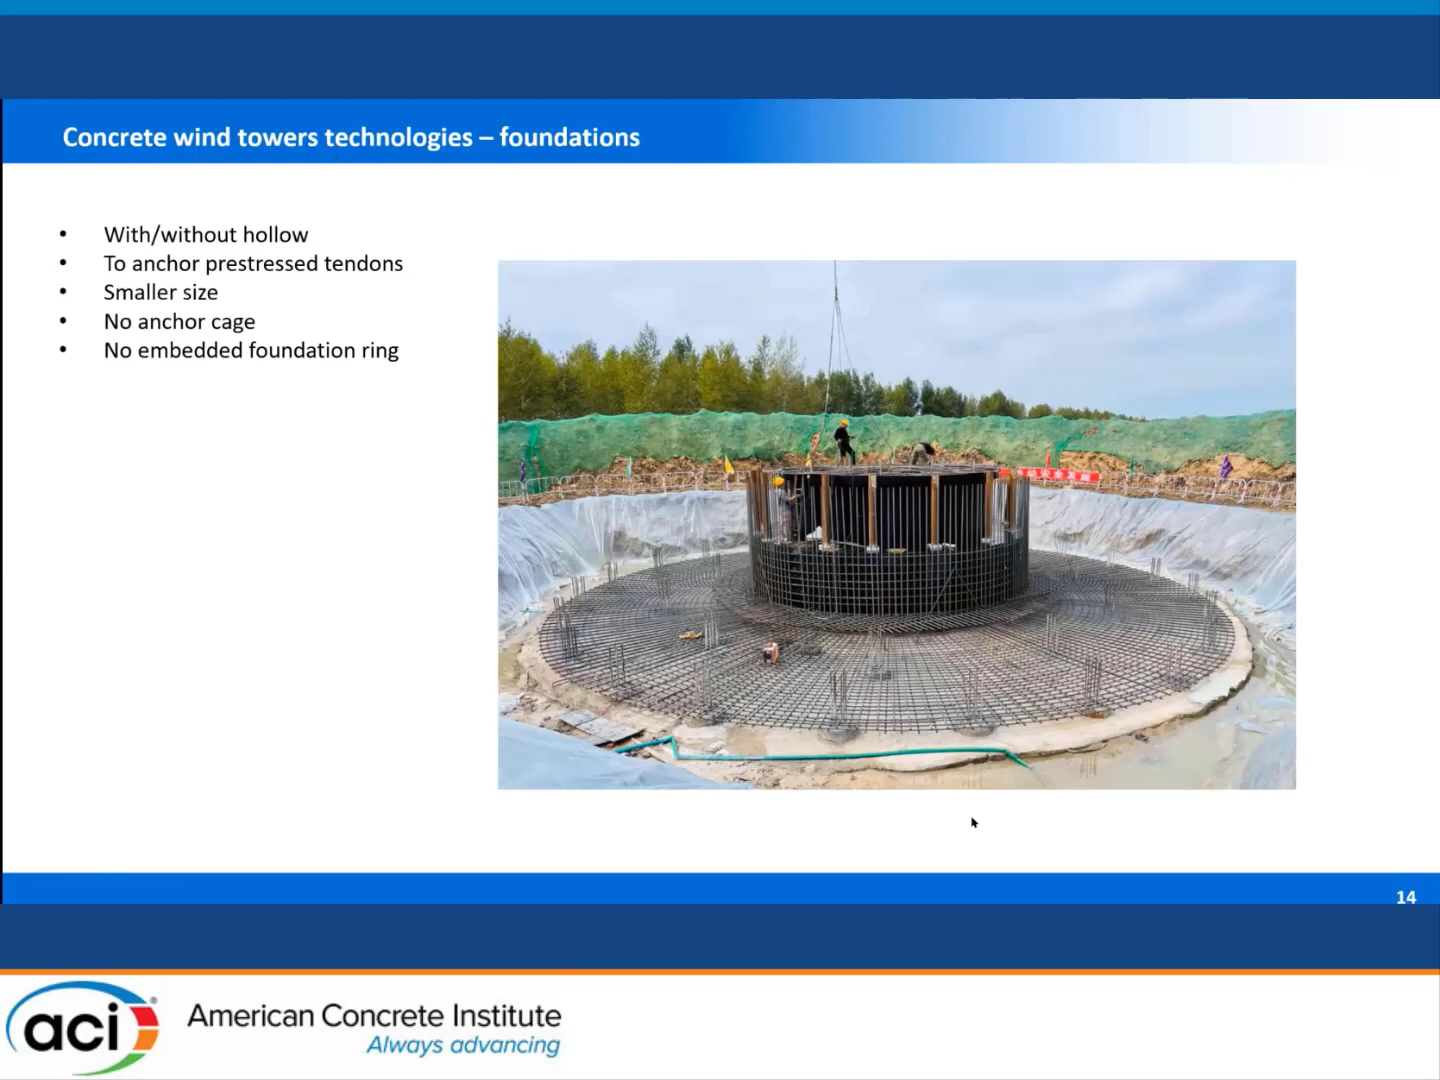 Concrete wind towers technologies – foundations
• With/without hollow
• To anchor prestressed tendons
• Smaller size
• No anchor cage
• No embedded foundation ring
14
aci®
American Concrete Institute
Always advancing